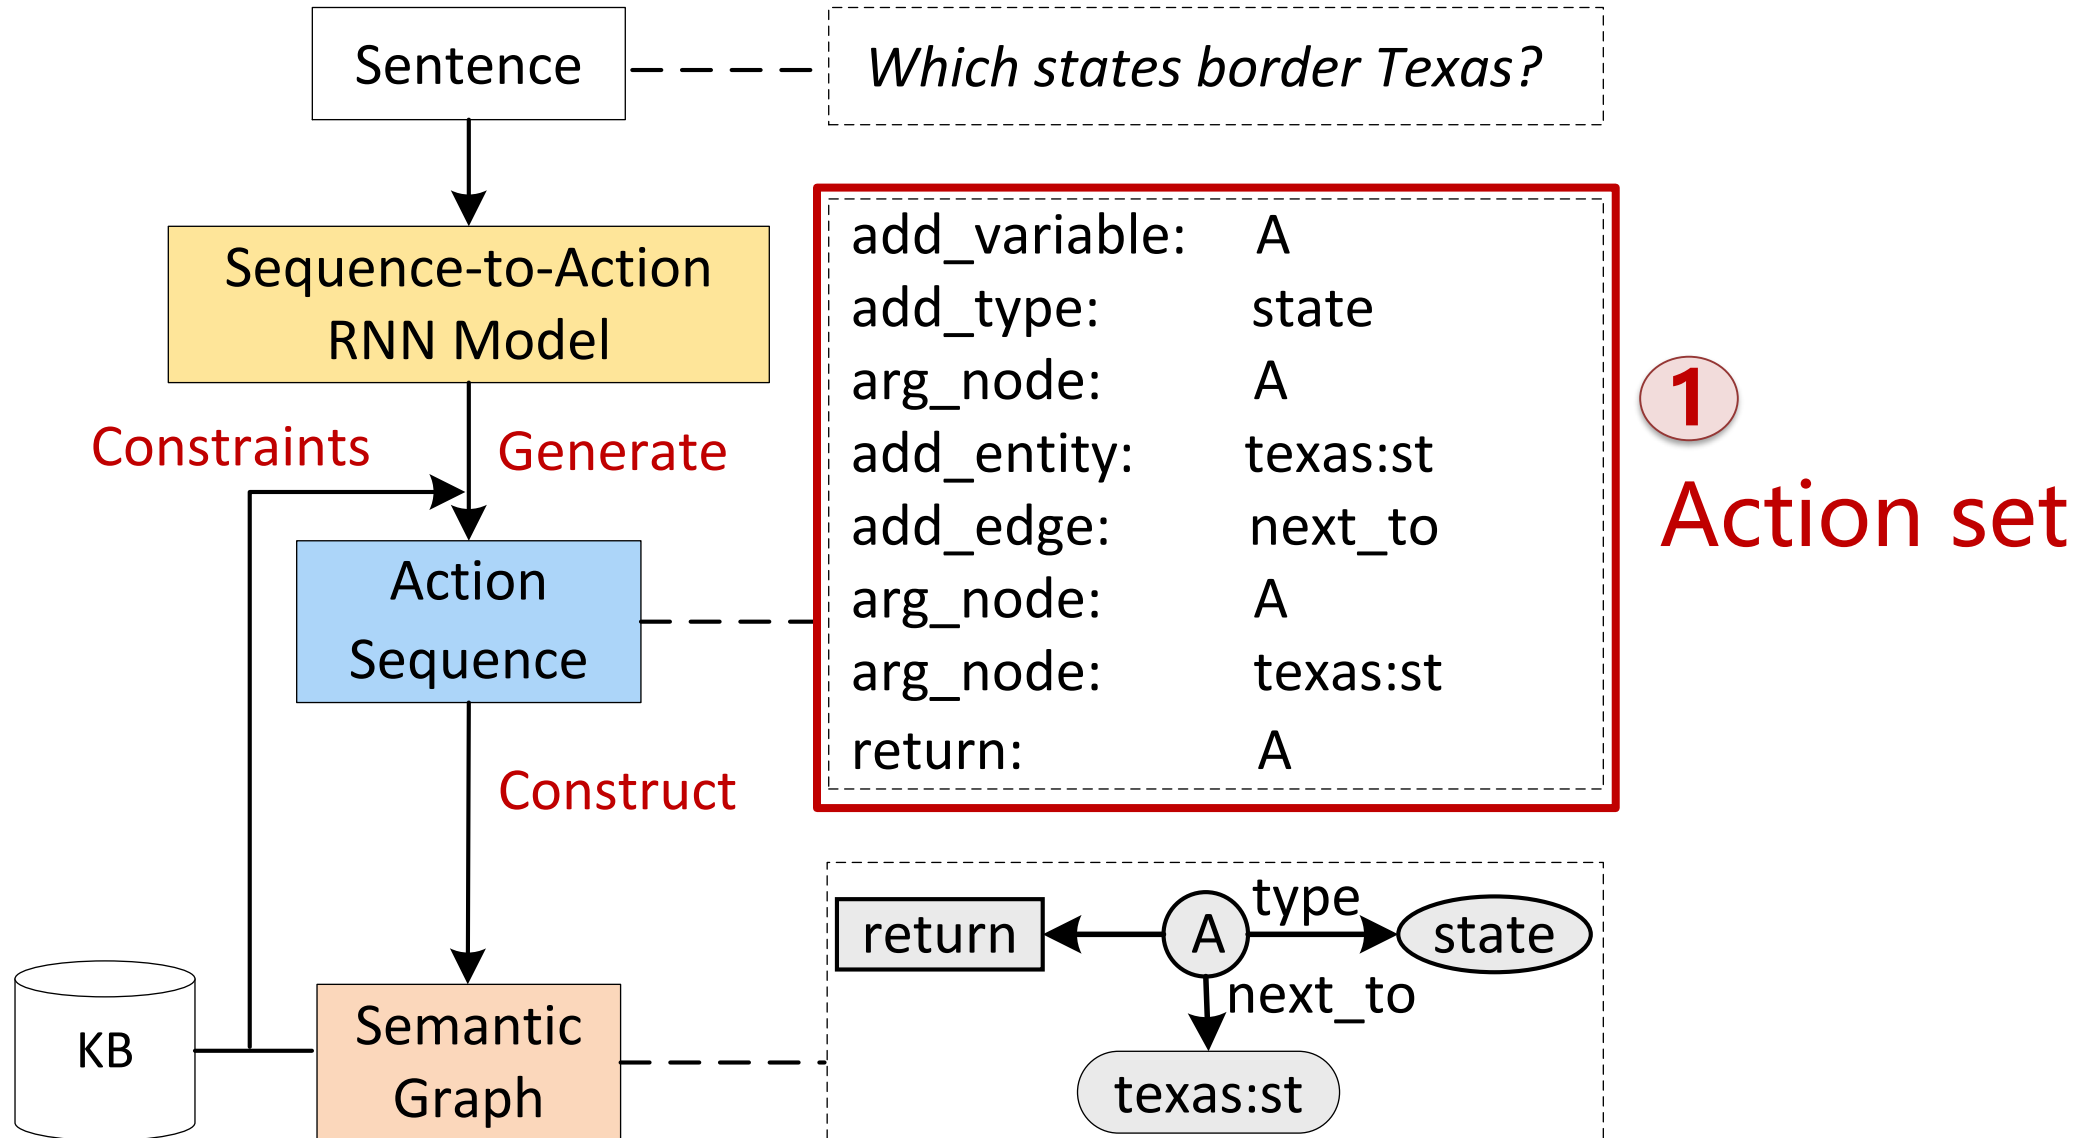 Sentence
Which states border Texas?
Sequence-to-Action
RNN Model
Constraints
Generate
Action
Sequence
add_variable: A
add_type: state
arg_node: A
add_entity: texas:st
add_edge: next_to
arg_node: A
arg_node: texas:st
return: A
1
Action set
Construct
KB
Semantic
Graph
return
A
type
state
next_to
texas:st